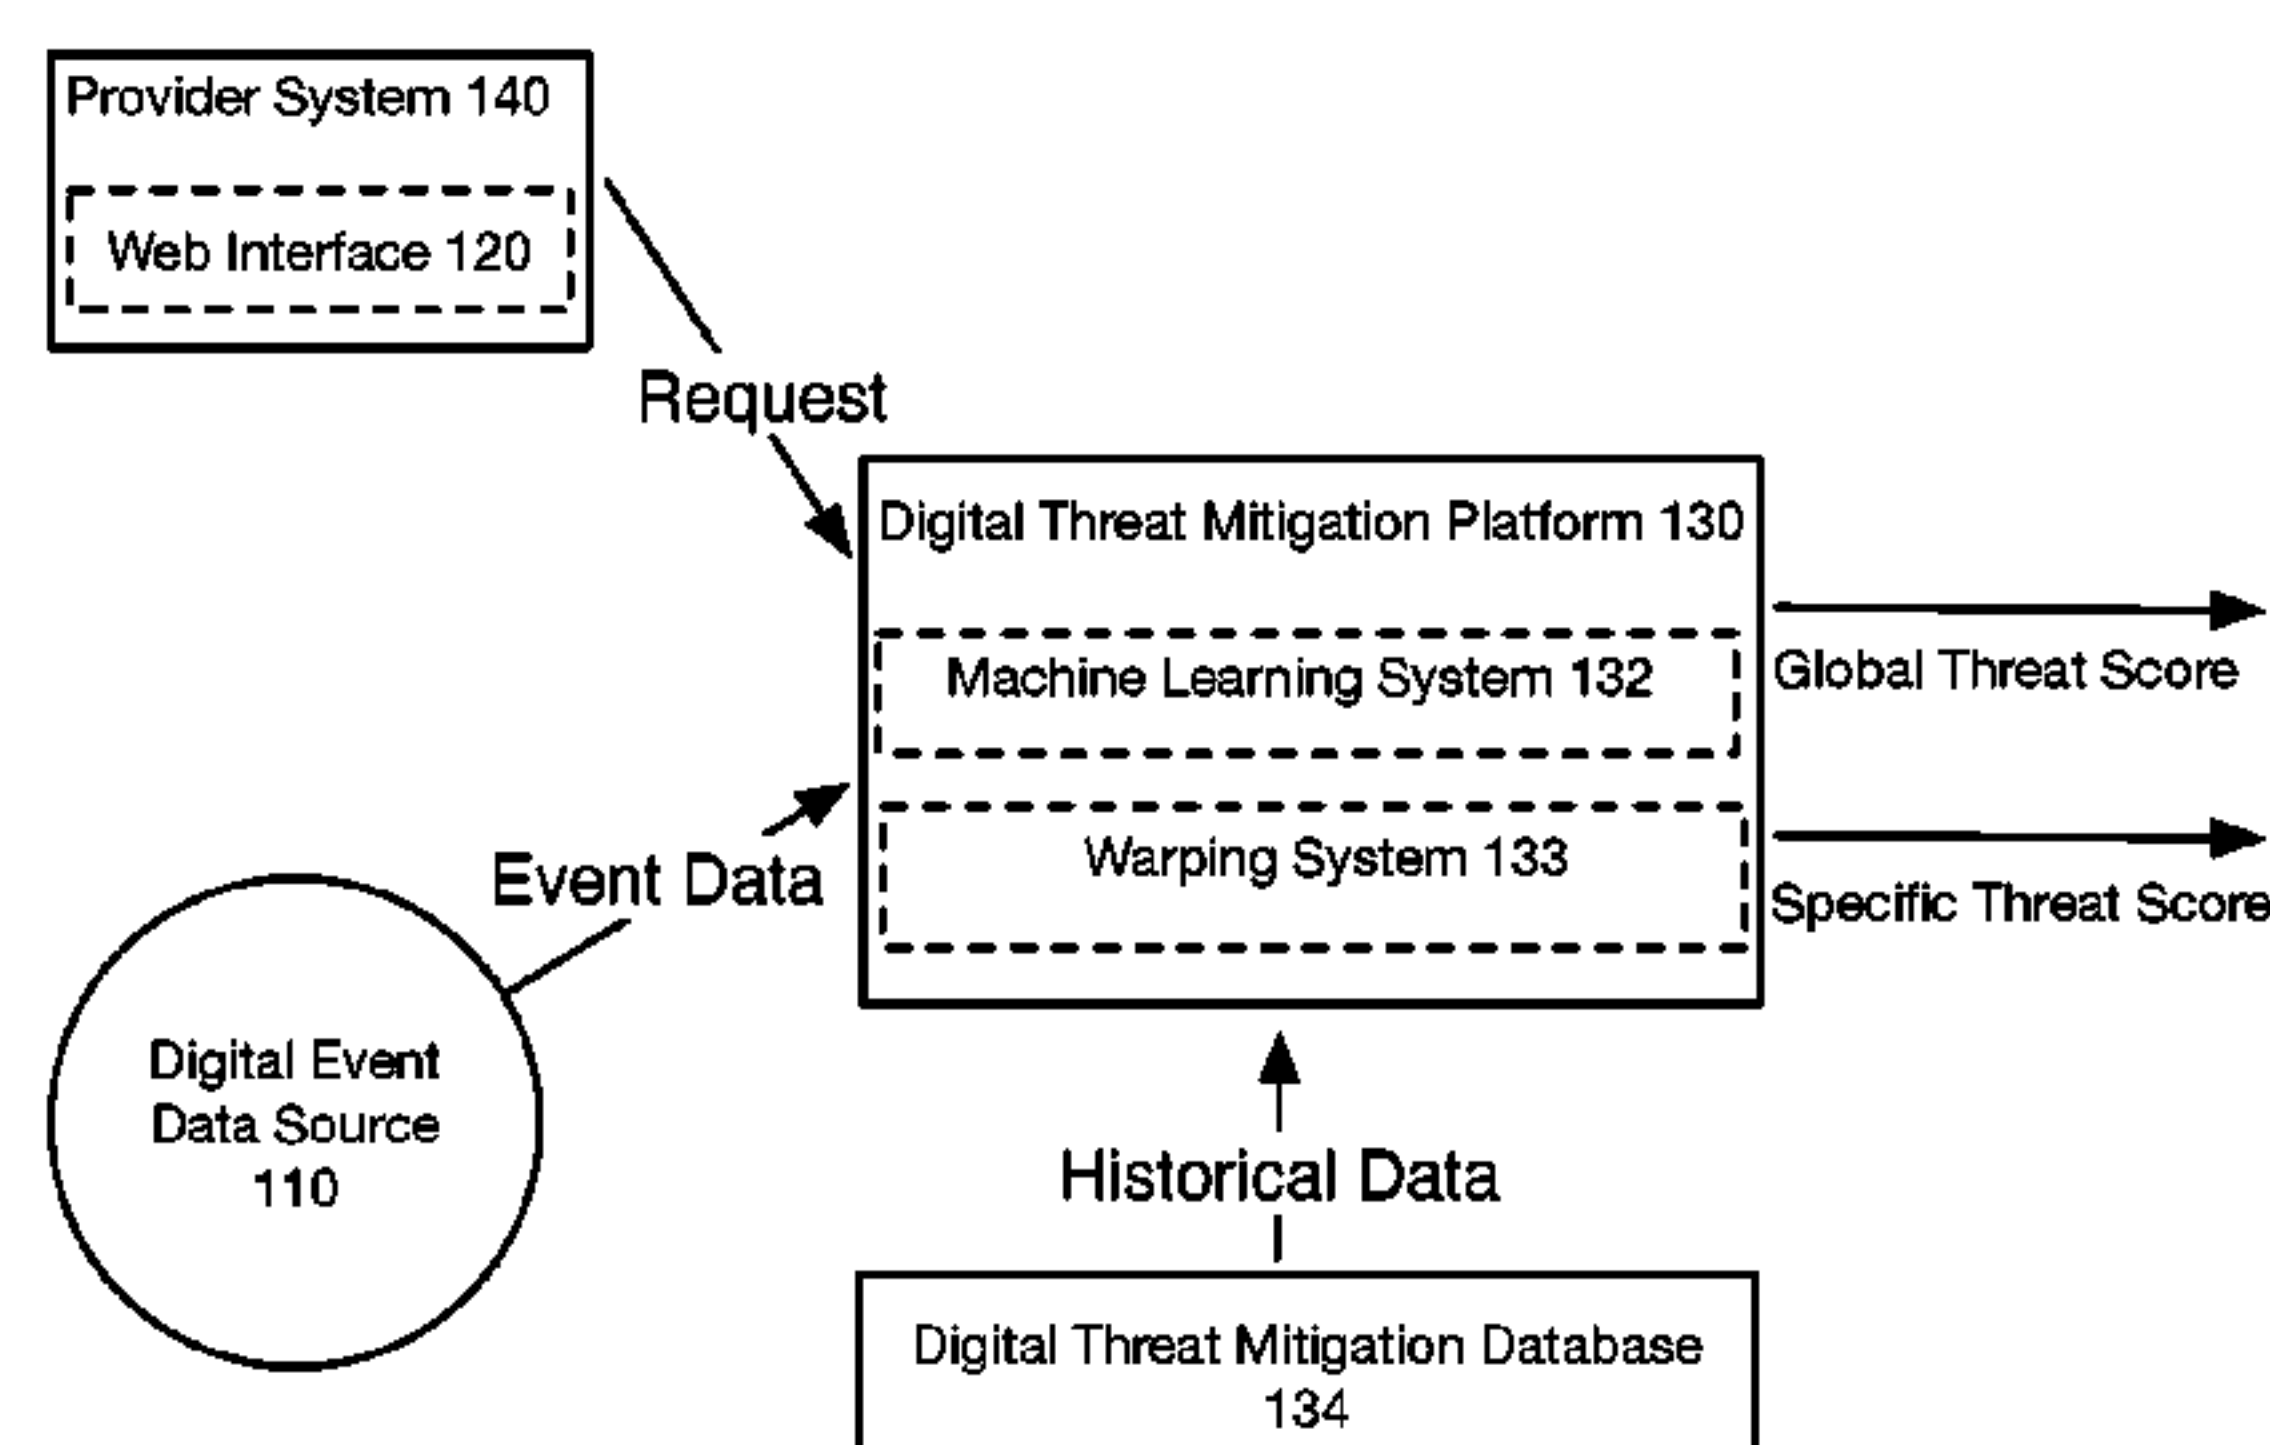 Provider System 140
Web Interface 120
Request
Digital Threat Mitigation Platform 130
Machine Learning System 132
Warping System 133
Global Threat Score
Specific Threat Score
Event Data
Digital Event
Data Source
110
Historical Data
Digital Threat Mitigation Database
134